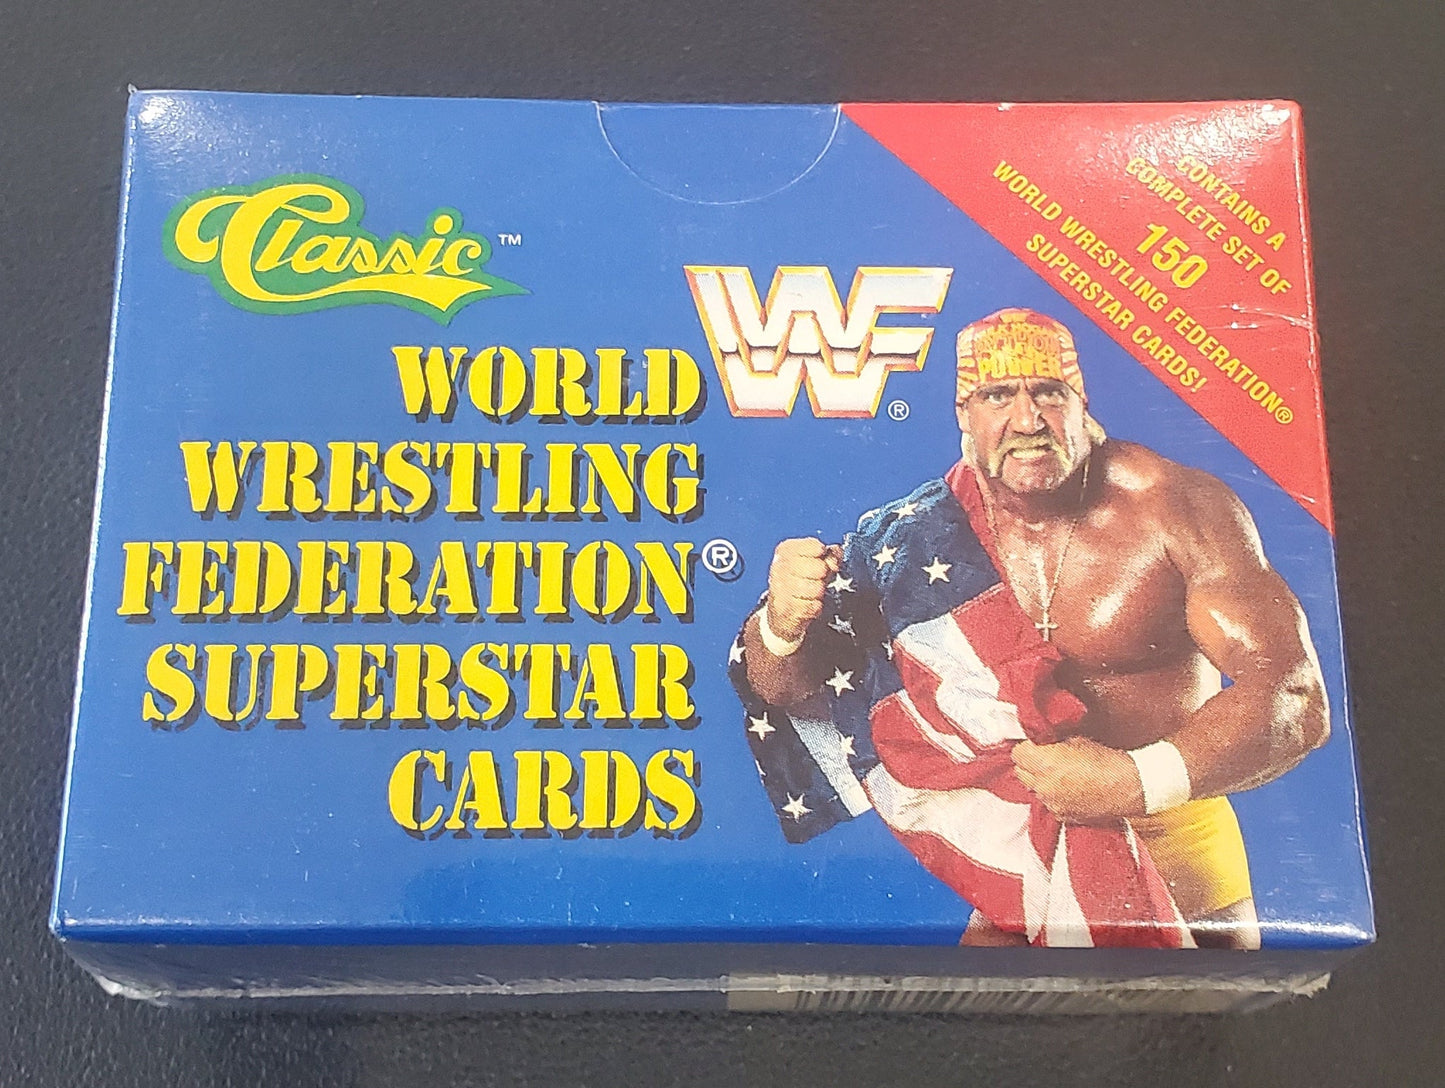 Classic™
WORLD
WRESTLING
FEDERATION®
SUPERSTAR
CARDS
WWF®
CONTAINS A
COMPLETE SET OF
150
WORLD WRESTLING FEDERATION®
SUPERSTAR CARDS!
POWER